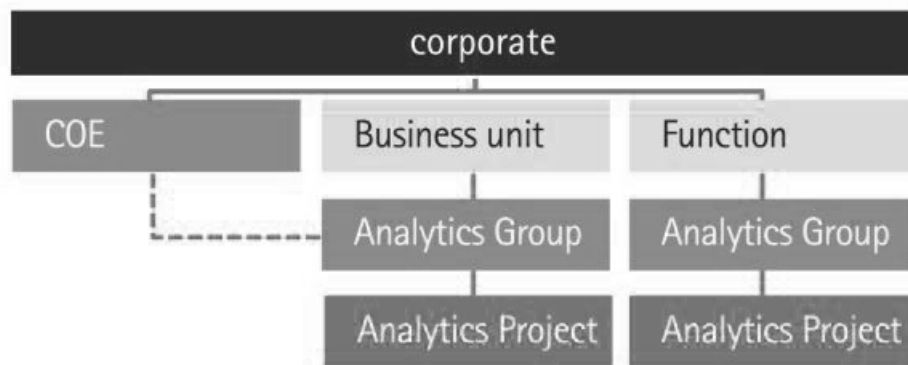 corporate
COE
Business unit
Function
Analytics Group
Analytics Group
Analytics Project
Analytics Project